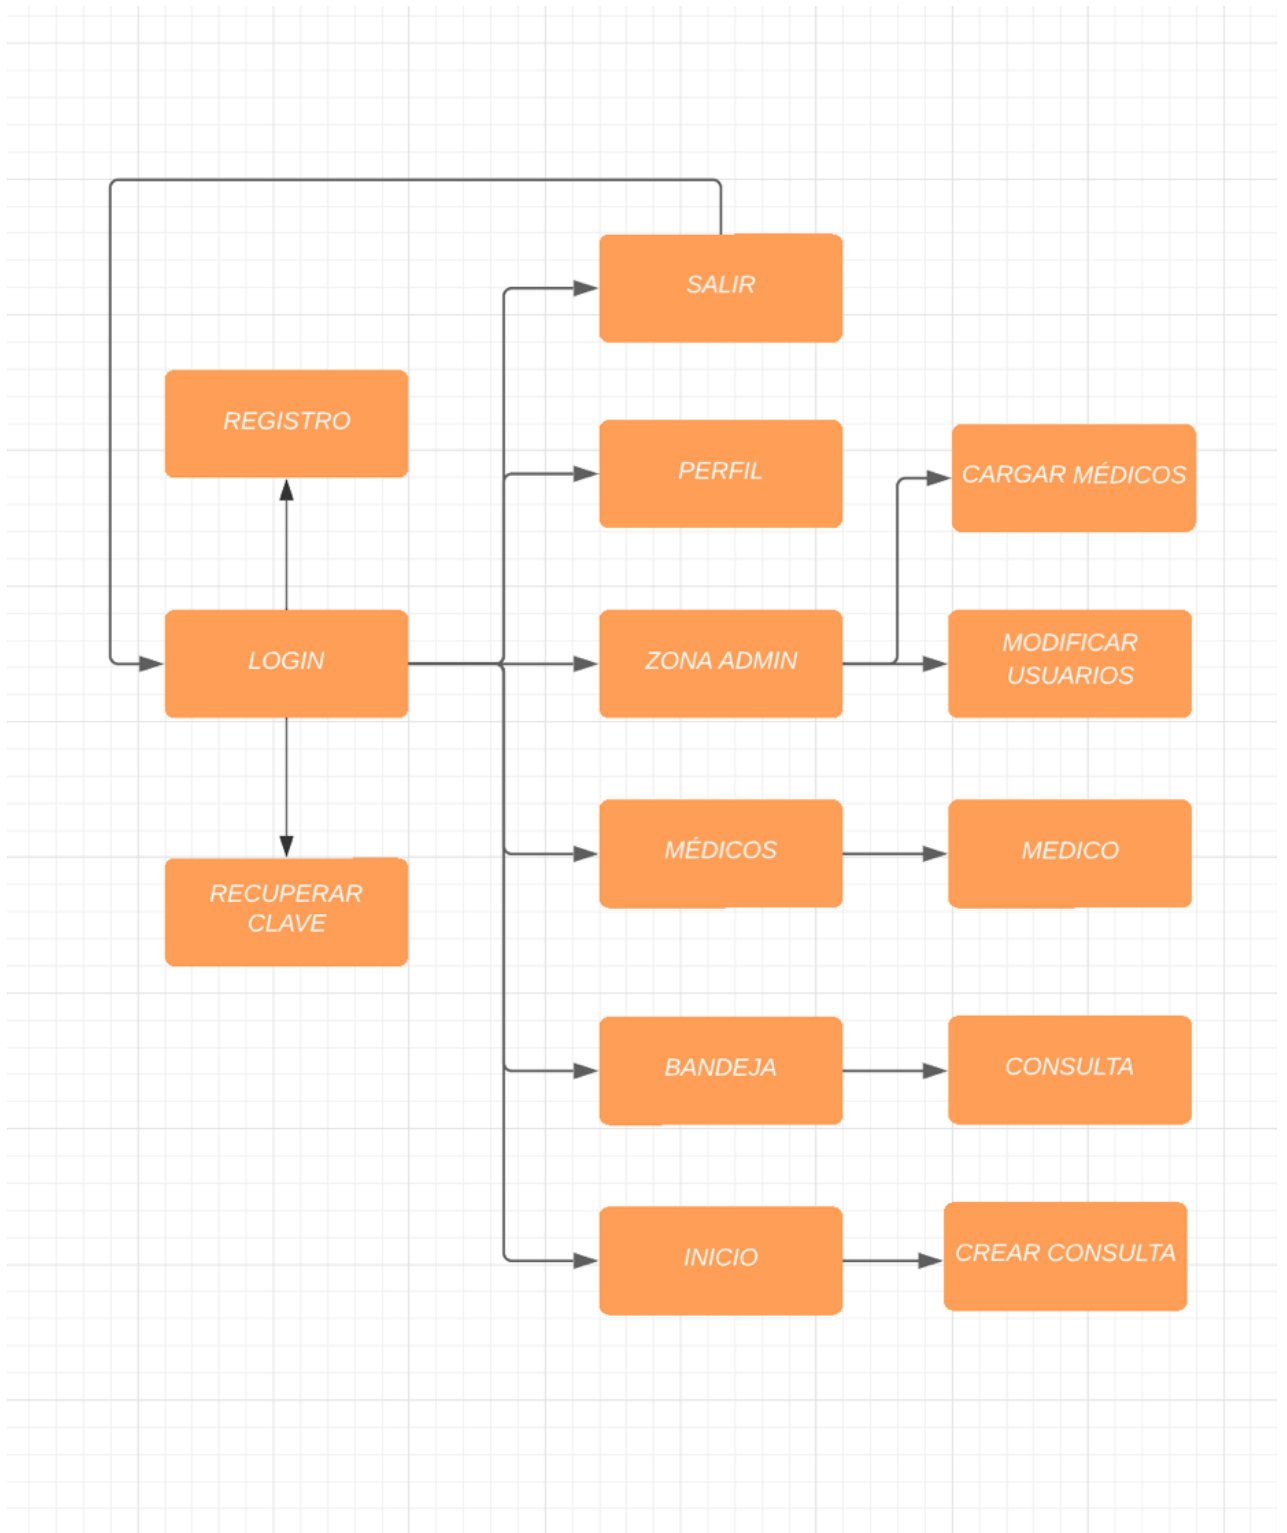 SALIR
REGISTRO
PERFIL
CARGAR MÉDICOS
LOGIN
ZONA ADMIN
MODIFICAR
USUARIOS
MÉDICOS
MEDICO
RECUPERAR
CLAVE
BANDEJA
CONSULTA
INICIO
CREAR CONSULTA